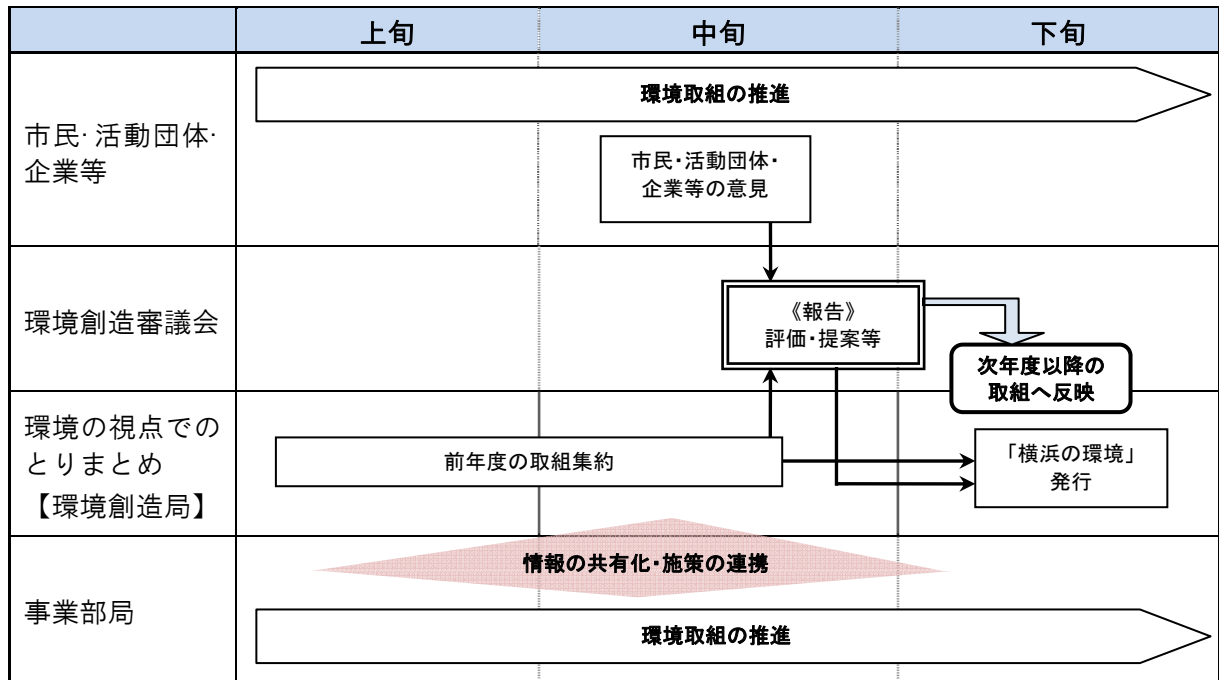 上旬
中旬
下旬
市民･活動団体･
企業等
環境取組の推進
市民・活動団体・
企業等の意見
環境創造審議会
《報告》
評価・提案等
次年度以降の
取組へ反映
環境の視点での
とりまとめ
【環境創造局】
前年度の取組集約
「横浜の環境」
発行
情報の共有化・施策の連携
事業部局
環境取組の推進